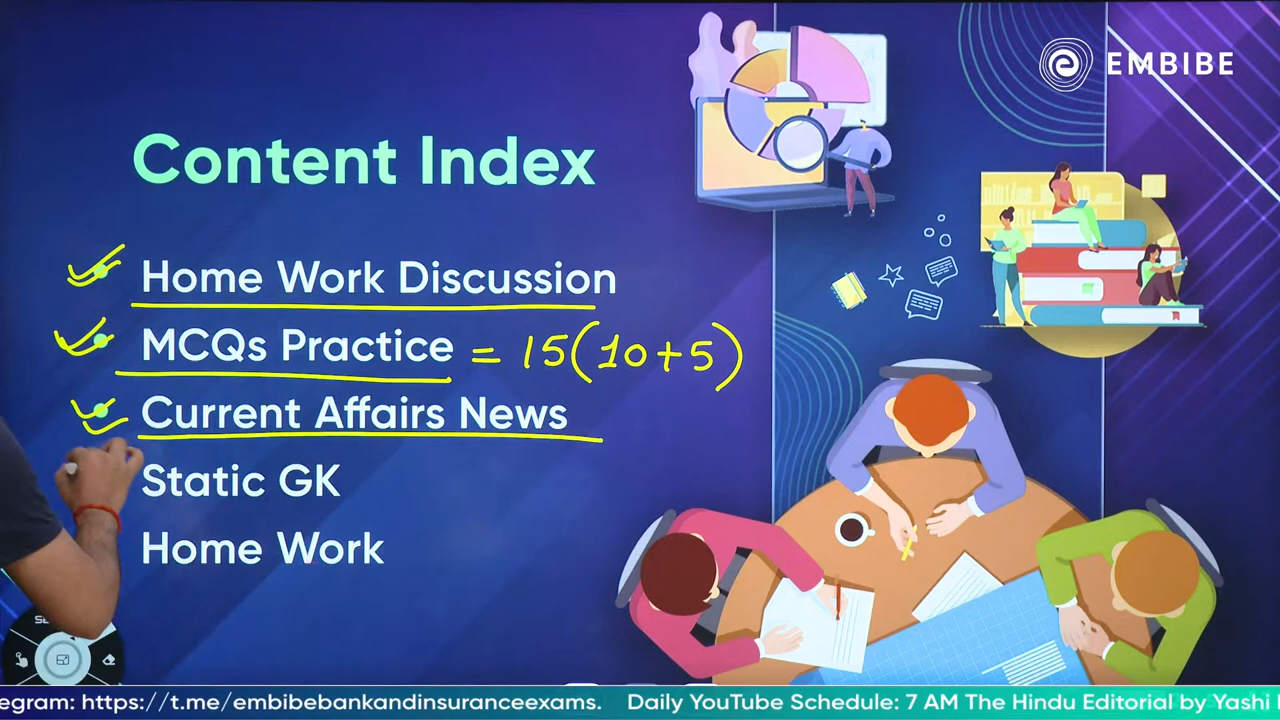 EMBIBE
Content Index
Home Work Discussion
MCQs Practice = 15(10+5)
Current Affairs News
Static GK
Home Work
egram: https://t.me/embibebankandinsuranceexams. Daily YouTube Schedule: 7 AM The Hindu Editorial by Yashi